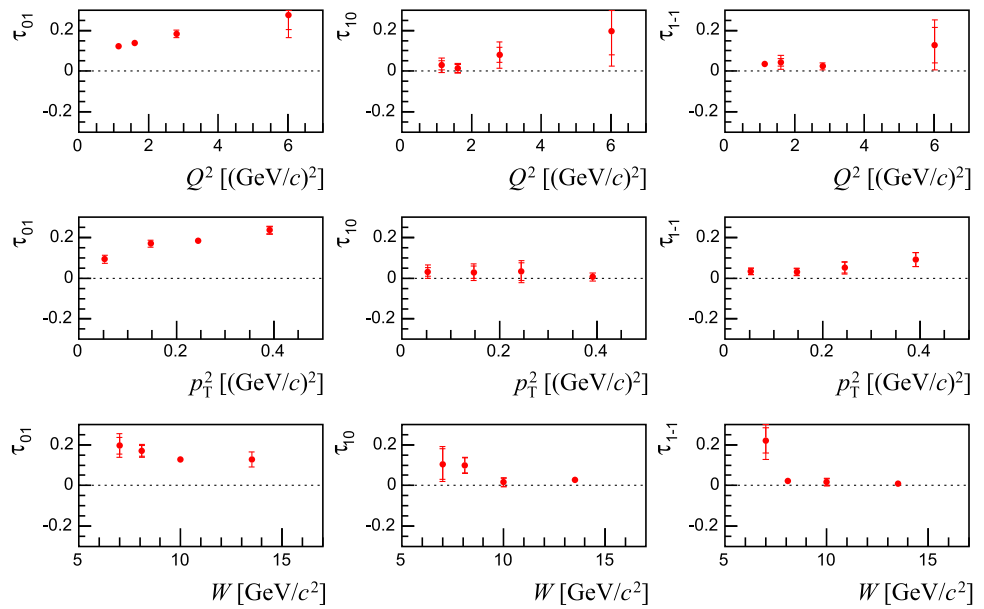 τ01 0.2 0 -0.2 0 2 4 6 Q2 [(GeV/c)2]
τ10 0.2 0 -0.2 0 2 4 6 Q2 [(GeV/c)2]
τ1-1 0.2 0 -0.2 0 2 4 6 Q2 [(GeV/c)2]
τ01 0.2 0 -0.2 0 0.2 0.4 pT2 [(GeV/c)2]
τ10 0.2 0 -0.2 0 0.2 0.4 pT2 [(GeV/c)2]
τ1-1 0.2 0 -0.2 0 0.2 0.4 pT2 [(GeV/c)2]
τ01 0.2 0 -0.2 5 10 15 W [GeV/c2]
τ10 0.2 0 -0.2 5 10 15 W [GeV/c2]
τ1-1 0.2 0 -0.2 5 10 15 W [GeV/c2]